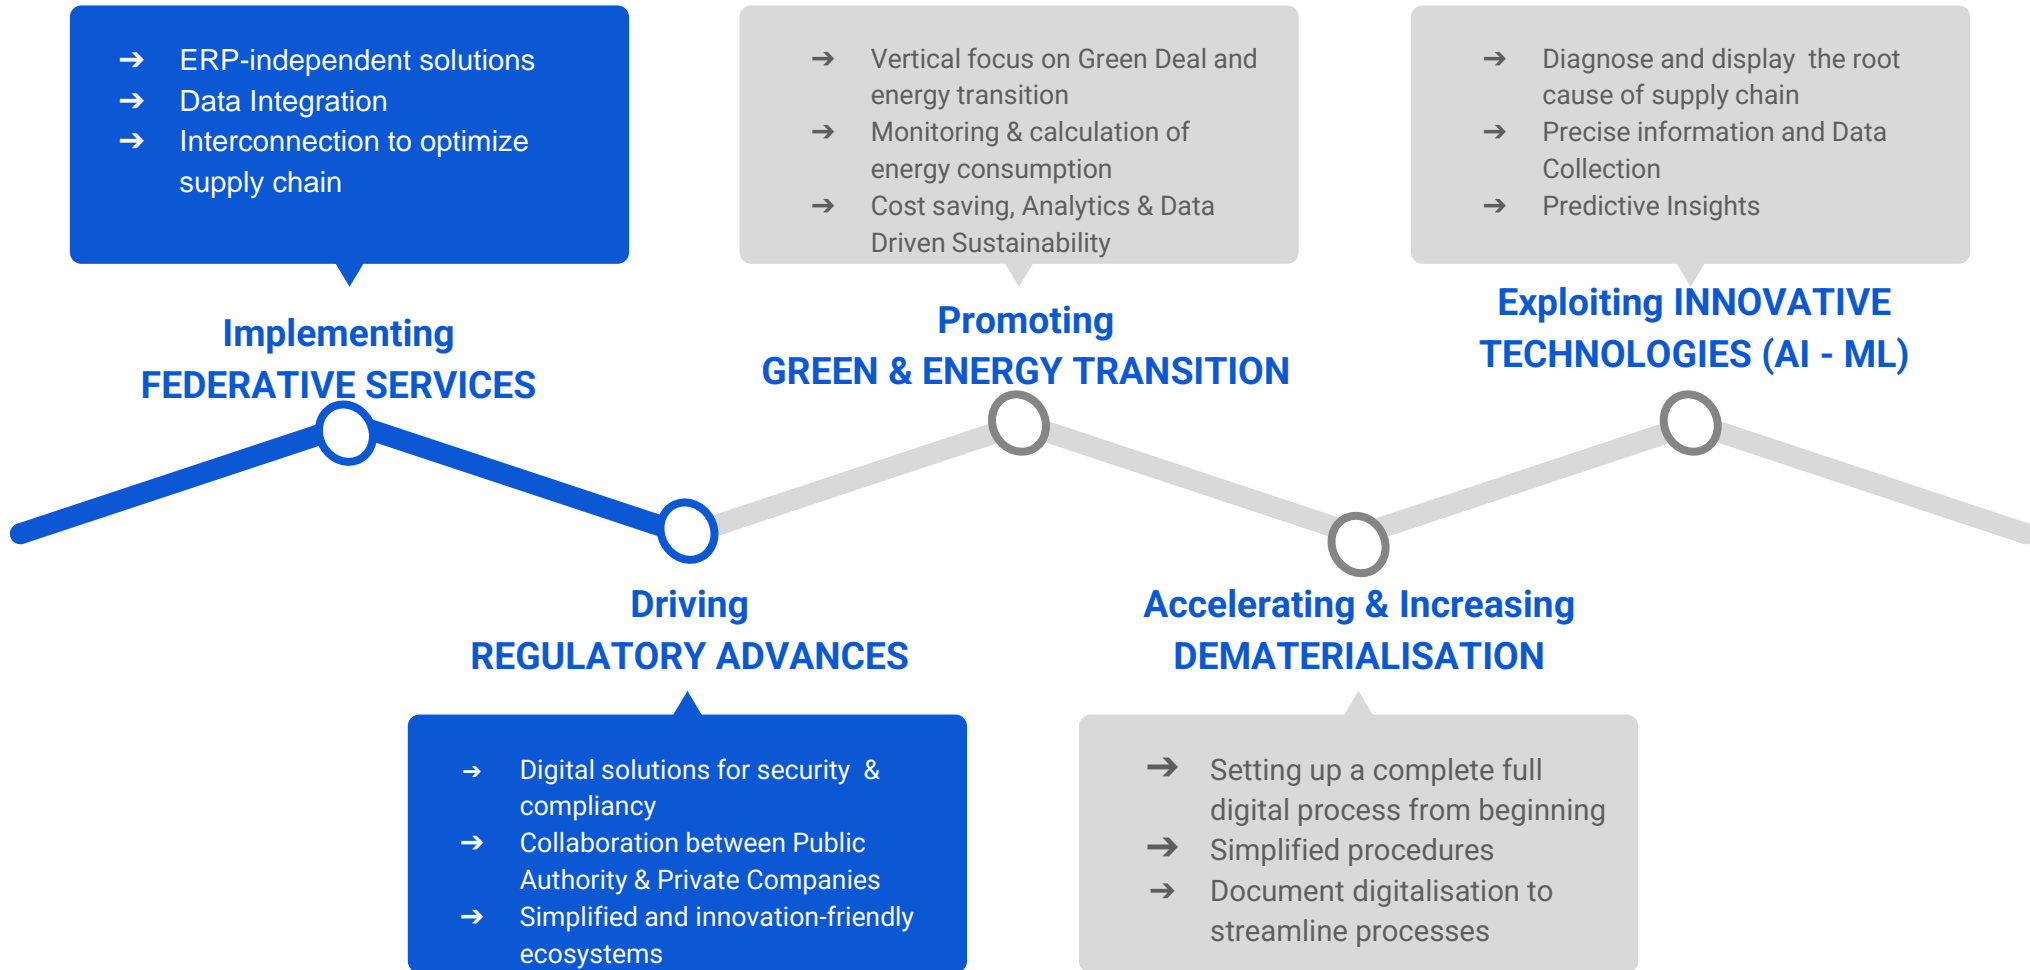 ➔ ERP-independent solutions
➔ Data Integration
➔ Interconnection to optimize
supply chain
Implementing
FEDERATIVE SERVICES
➔ Vertical focus on Green Deal and
energy transition
➔ Monitoring & calculation of
energy consumption
➔ Cost saving, Analytics & Data
Driven Sustainability
Promoting
GREEN & ENERGY TRANSITION
➔ Diagnose and display the root
cause of supply chain
➔ Precise information and Data
Collection
➔ Predictive Insights
Exploiting INNOVATIVE
TECHNOLOGIES (AI - ML)
Driving
REGULATORY ADVANCES
➔ Digital solutions for security &
compliancy
➔ Collaboration between Public
Authority & Private Companies
➔ Simplified and innovation-friendly
ecosystems
Accelerating & Increasing
DEMATERIALISATION
➔ Setting up a complete full
digital process from beginning
➔ Simplified procedures
➔ Document digitalisation to
streamline processes